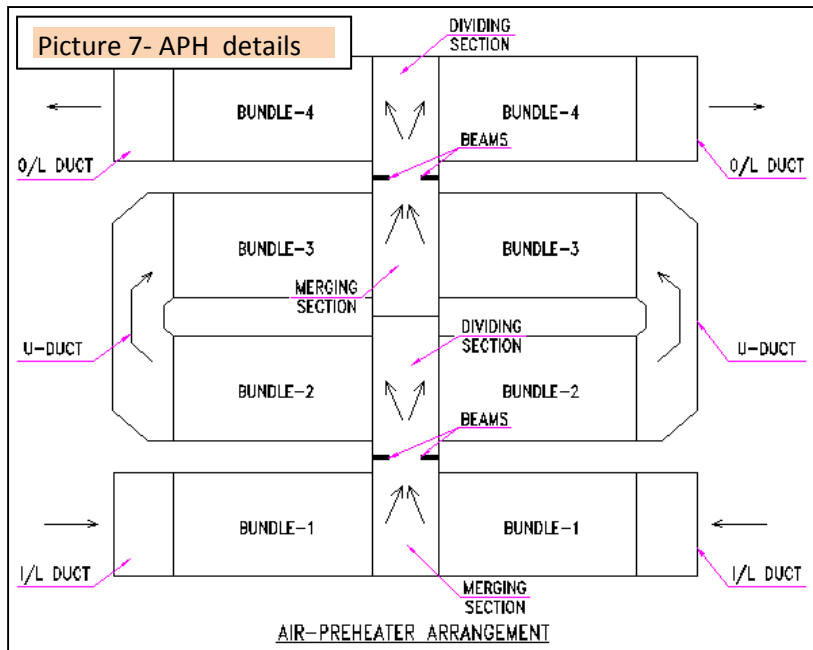 Picture 7- APH  details
DIVIDING
SECTION
BUNDLE-4
BUNDLE-4
BEAMS
O/L DUCT
O/L DUCT
BUNDLE-3
BUNDLE-3
MERGING
SECTION
DIVIDING
SECTION
U-DUCT
U-DUCT
BUNDLE-2
BUNDLE-2
BEAMS
BUNDLE-1
BUNDLE-1
I/L DUCT
I/L DUCT
MERGING
SECTION
AIR-PREHEATER ARRANGEMENT